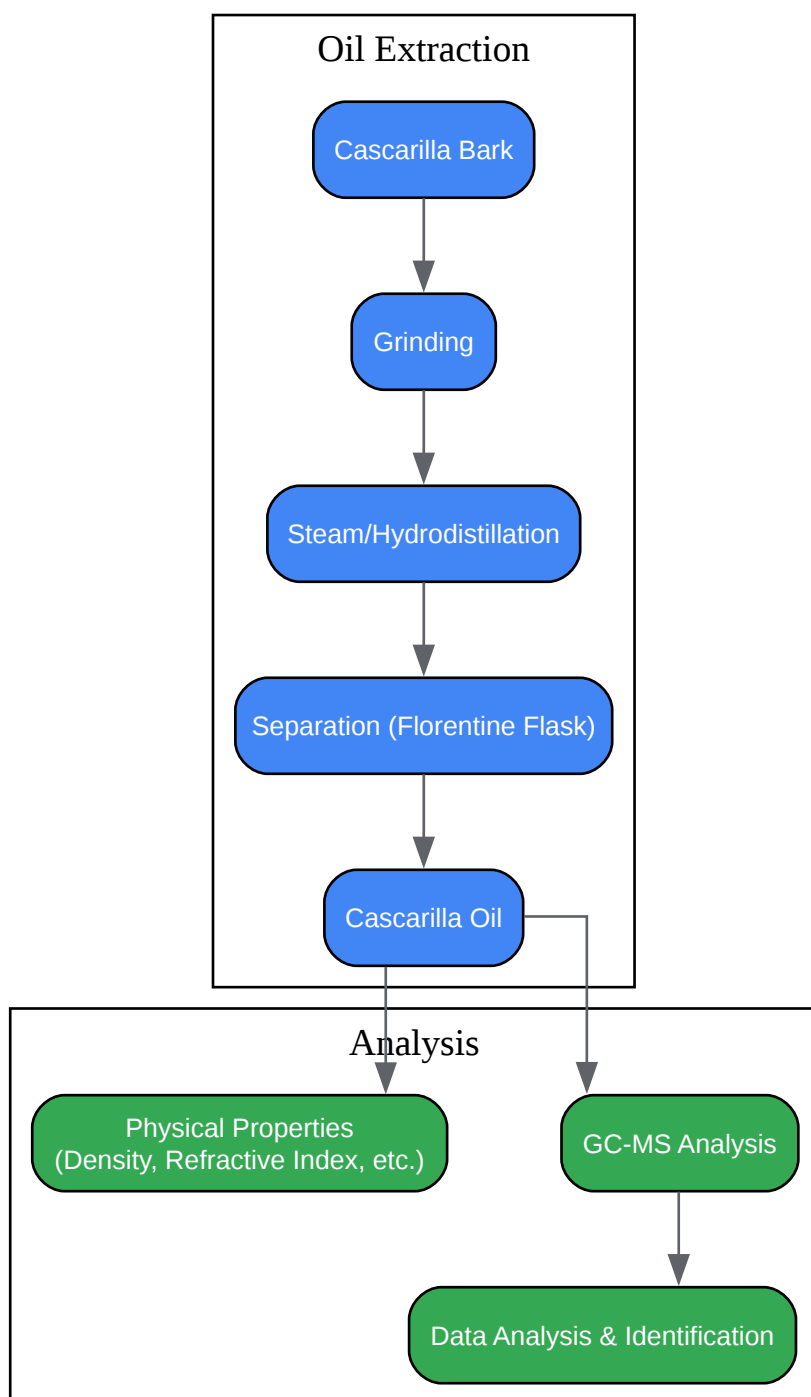 Oil Extraction
Cascarilla Bark
Grinding
Steam/Hydrodistillation
Separation (Florentine Flask)
Cascarilla Oil
Analysis
Physical Properties
(Density, Refractive Index, etc.)
GC-MS Analysis
Data Analysis & Identification